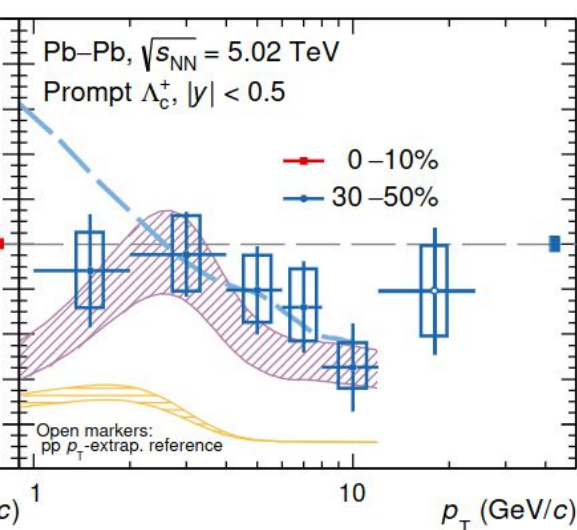 Pb–Pb, √sNN = 5.02 TeV
Prompt Λc+, |y| < 0.5
0 –10%
30 –50%
Open markers:
pp pT-extrap. reference
c) 1 10 pT (GeV/c)